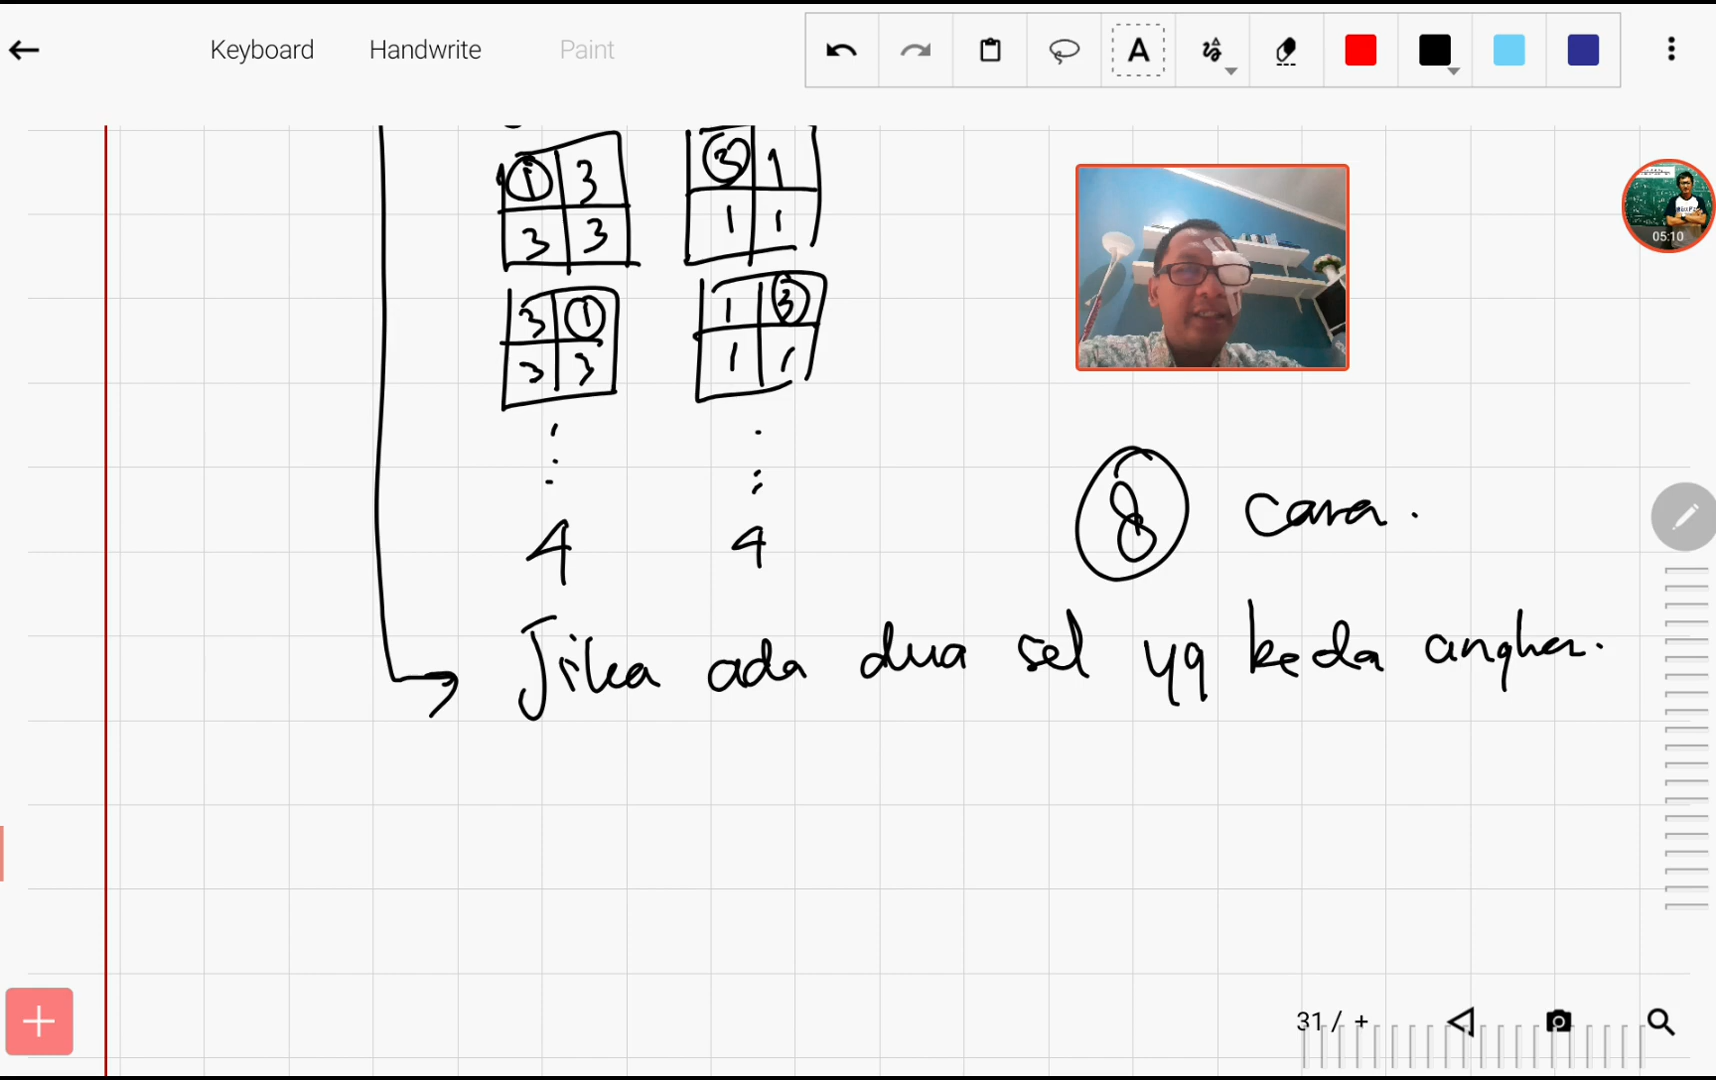 Keyboard Handwrite Paint A
05:10
1 3 3 1
3 3 1 1
3 1 1 3
3 3 1 1
4 4 8 cara.
Jika ada dua sel yg beda angka.
31 / +